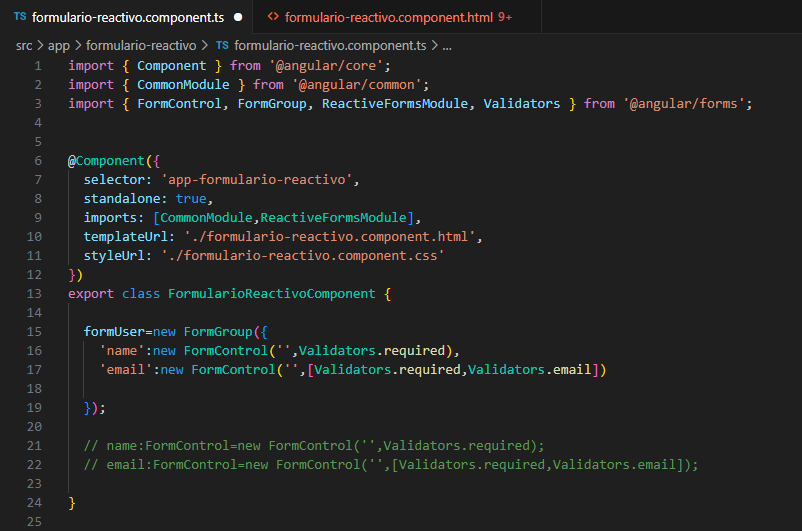 TS formulario-reactivo.component.ts ● <> formulario-reactivo.component.html 9+
src > app > formulario-reactivo > TS formulario-reactivo.component.ts > ...
1 import { Component } from '@angular/core';
2 import { CommonModule } from '@angular/common';
3 import { FormControl, FormGroup, ReactiveFormsModule, Validators } from '@angular/forms';
4
5
6 @Component({
7   selector: 'app-formulario-reactivo',
8   standalone: true,
9   imports: [CommonModule,ReactiveFormsModule],
10   templateUrl: './formulario-reactivo.component.html',
11   styleUrl: './formulario-reactivo.component.css'
12 })
13 export class FormularioReactivoComponent {
14
15   formUser=new FormGroup({
16     'name':new FormControl('',Validators.required),
17     'email':new FormControl('',[Validators.required,Validators.email])
18
19   });
20
21   // name:FormControl=new FormControl('',Validators.required);
22   // email:FormControl=new FormControl('',[Validators.required,Validators.email]);
23
24 }
25